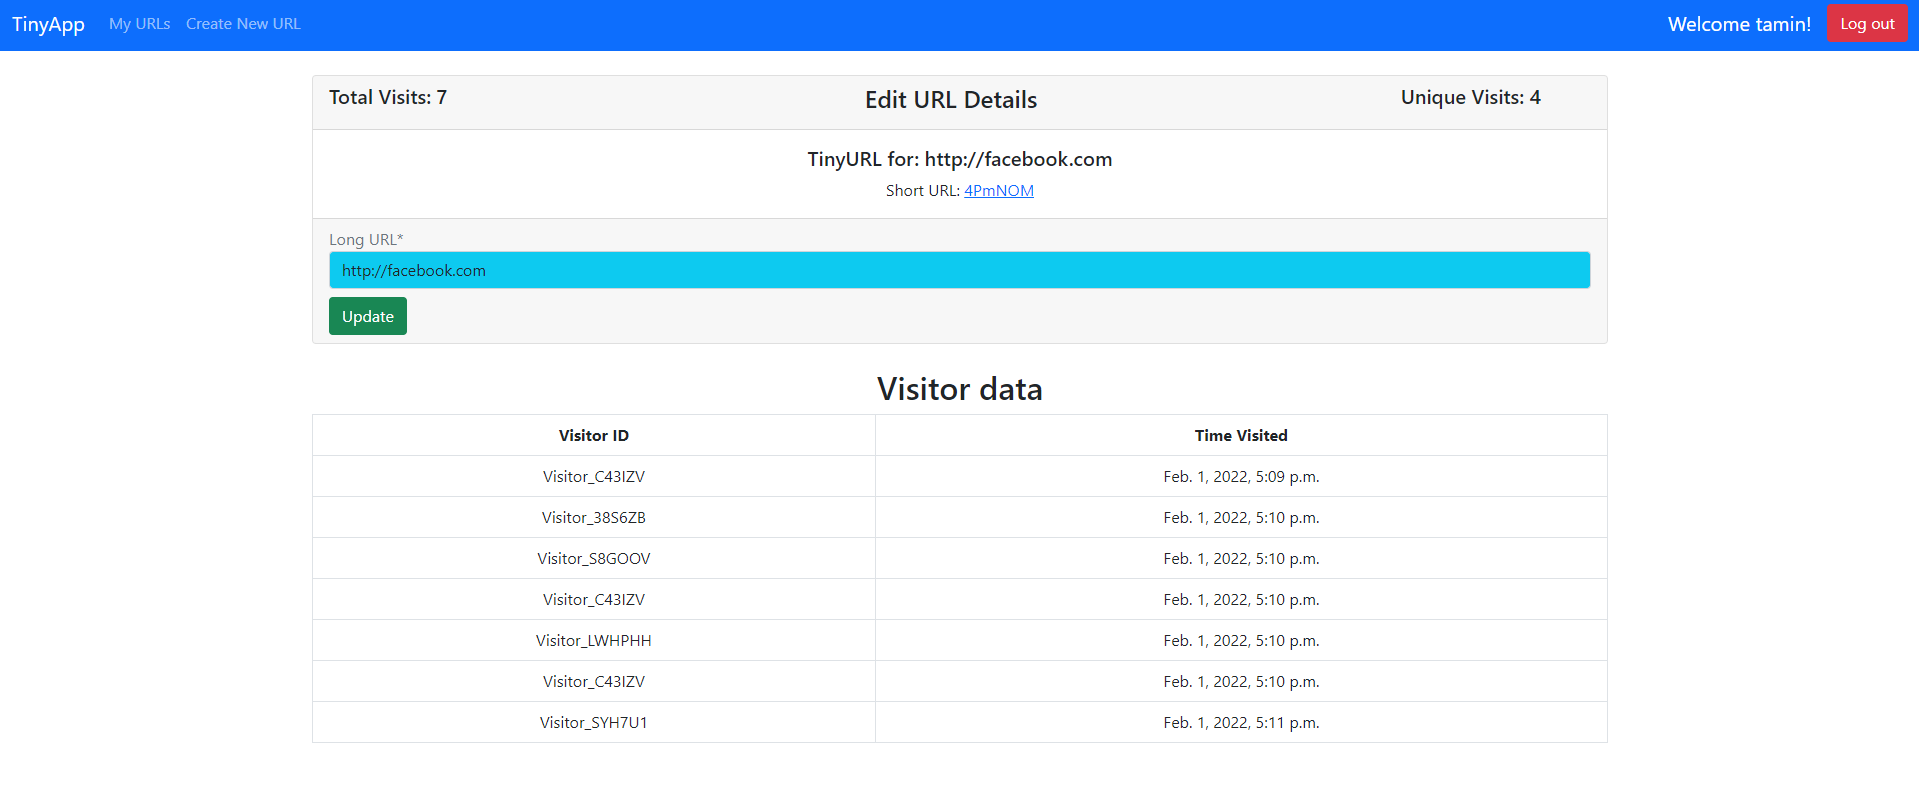 TinyApp My URLs Create New URL Welcome tamin! Log out
Total Visits: 7 Edit URL Details Unique Visits: 4
TinyURL for: http://facebook.com
Short URL: 4PmNOM
Long URL*
http://facebook.com
Update
Visitor data
Visitor ID Time Visited
Visitor_C43IZV Feb. 1, 2022, 5:09 p.m.
Visitor_38S6ZB Feb. 1, 2022, 5:10 p.m.
Visitor_S8GOOV Feb. 1, 2022, 5:10 p.m.
Visitor_C43IZV Feb. 1, 2022, 5:10 p.m.
Visitor_LWHPHH Feb. 1, 2022, 5:10 p.m.
Visitor_C43IZV Feb. 1, 2022, 5:10 p.m.
Visitor_SYH7U1 Feb. 1, 2022, 5:11 p.m.